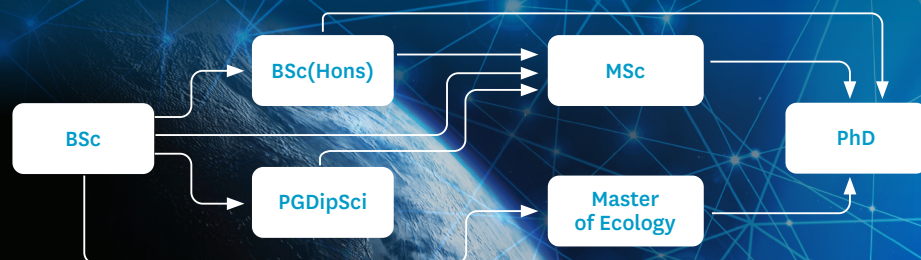 BSc(Hons)
MSc
BSc
PhD
PGDipSci
Master
of Ecology